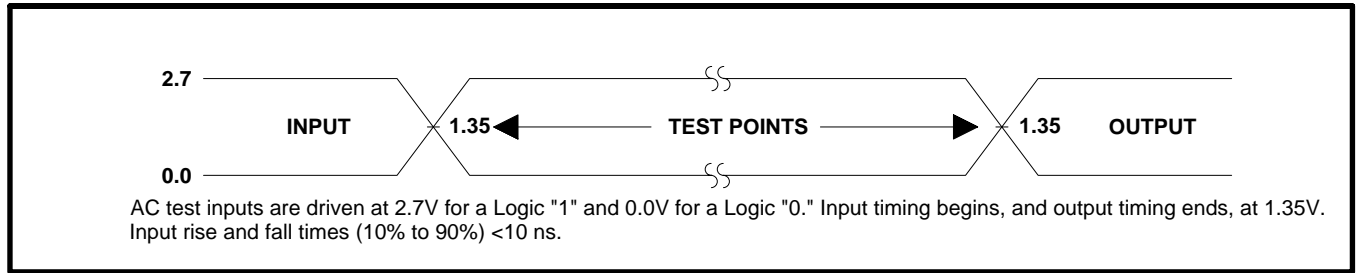 2.7
INPUT 1.35 TEST POINTS 1.35 OUTPUT
0.0
AC test inputs are driven at 2.7V for a Logic "1" and 0.0V for a Logic "0." Input timing begins, and output timing ends, at 1.35V.
Input rise and fall times (10% to 90%) <10 ns.